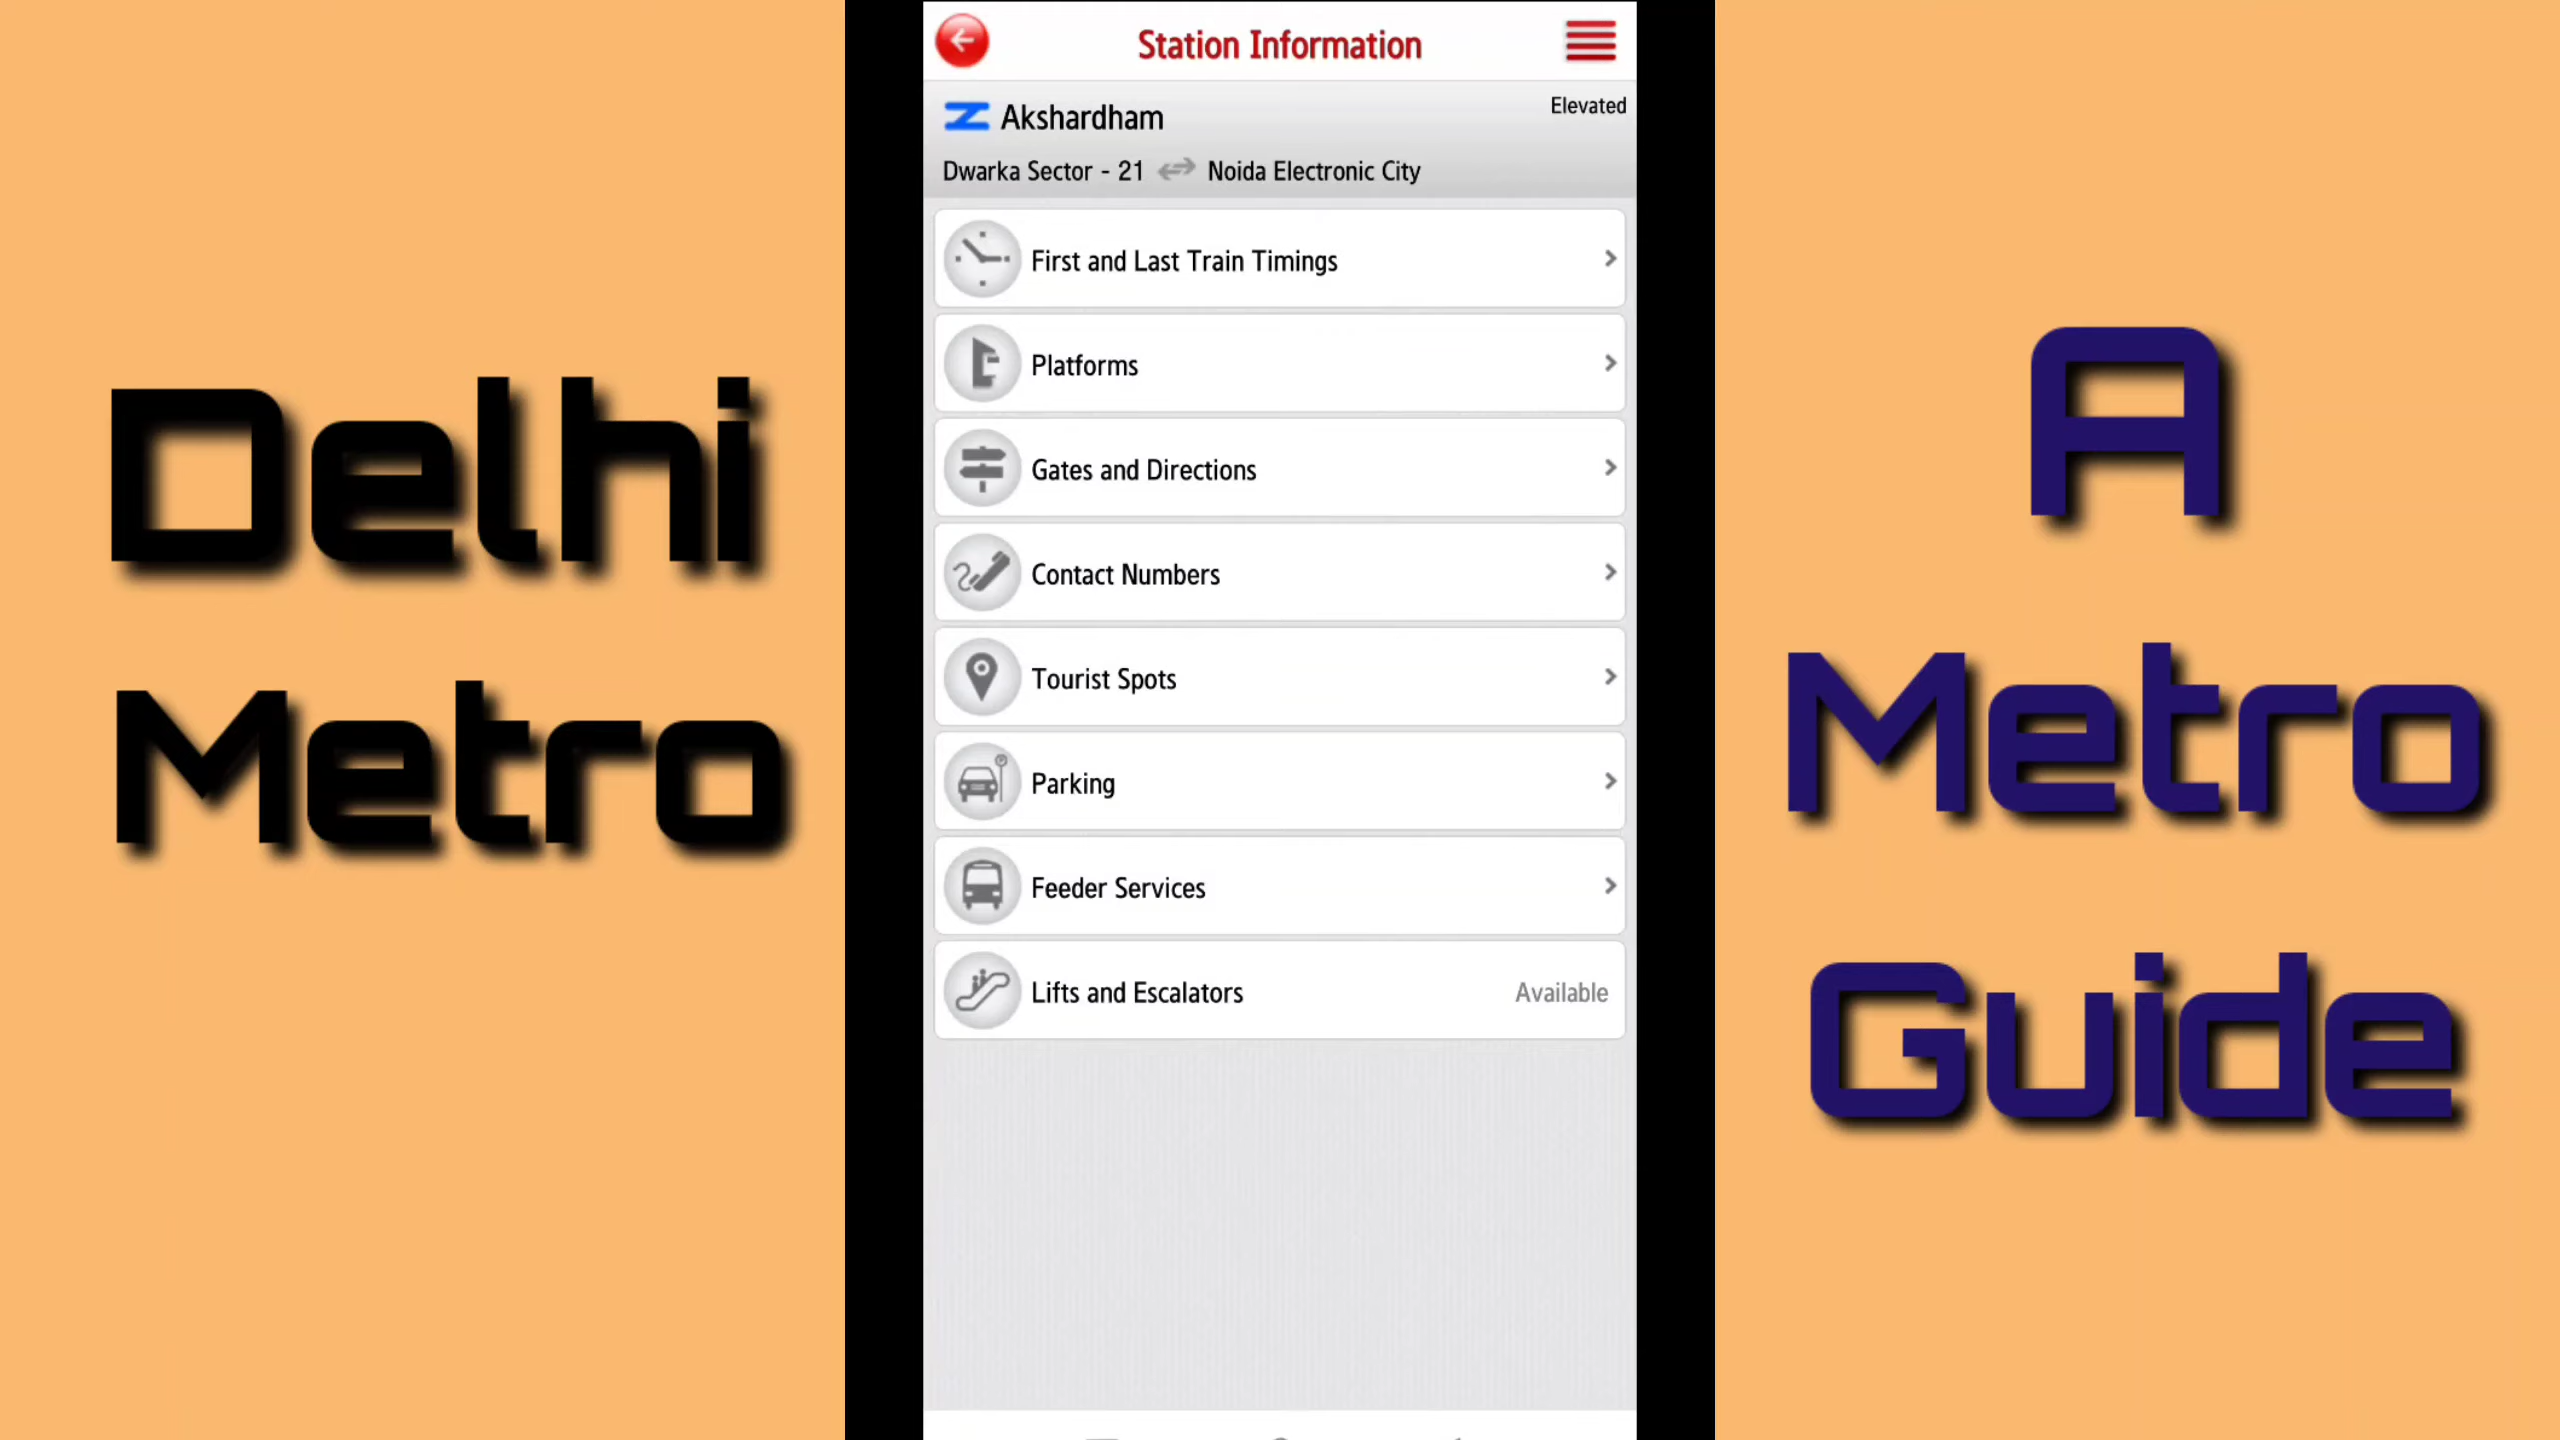 Delhi
Metro
Station Information
Akshardham
Elevated
Dwarka Sector - 21
Noida Electronic City
First and Last Train Timings
Platforms
Gates and Directions
Contact Numbers
Tourist Spots
Parking
Feeder Services
Lifts and Escalators
Available
A
Metro
Guide